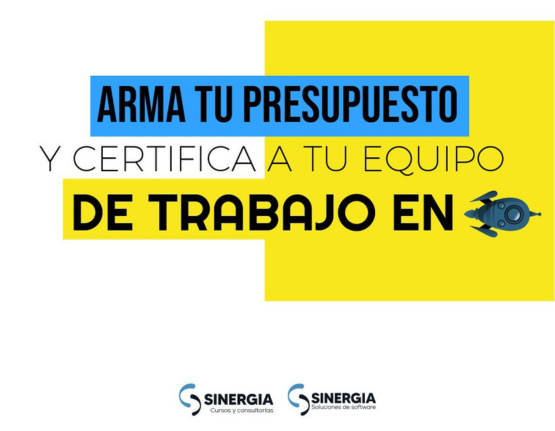 ARMA TU PRESUPUESTO
Y CERTIFICA A TU EQUIPO
DE TRABAJO EN
SINERGIA
Cursos y consultorías
SINERGIA
Soluciones de software